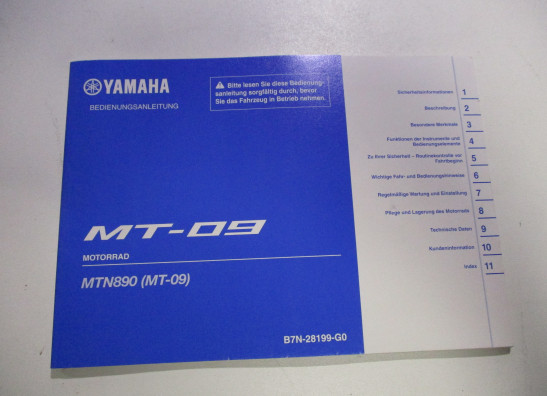 YAMAHA
BEDIENUNGSANLEITUNG
Bitte lesen Sie diese Bedienung-
sanleitung sorgfältig durch, bevor
Sie das Fahrzeug in Betrieb nehmen.
MT-09
MOTORRAD
MTN890 (MT-09)
B7N-28199-G0
Sicherheitsinformationen 1
Beschreibung 2
Besondere Merkmale 3
Funktionen der Instrumente und
Bedienungselemente 4
Zu Ihrer Sicherheit – Routinekontrolle vor
Fahrtbeginn 5
Wichtige Fahr- und Bedienungshinweise 6
Regelmäßige Wartung und Einstellung 7
Pflege und Lagerung des Motorrads 8
Technische Daten 9
Kundeninformation 10
Index 11